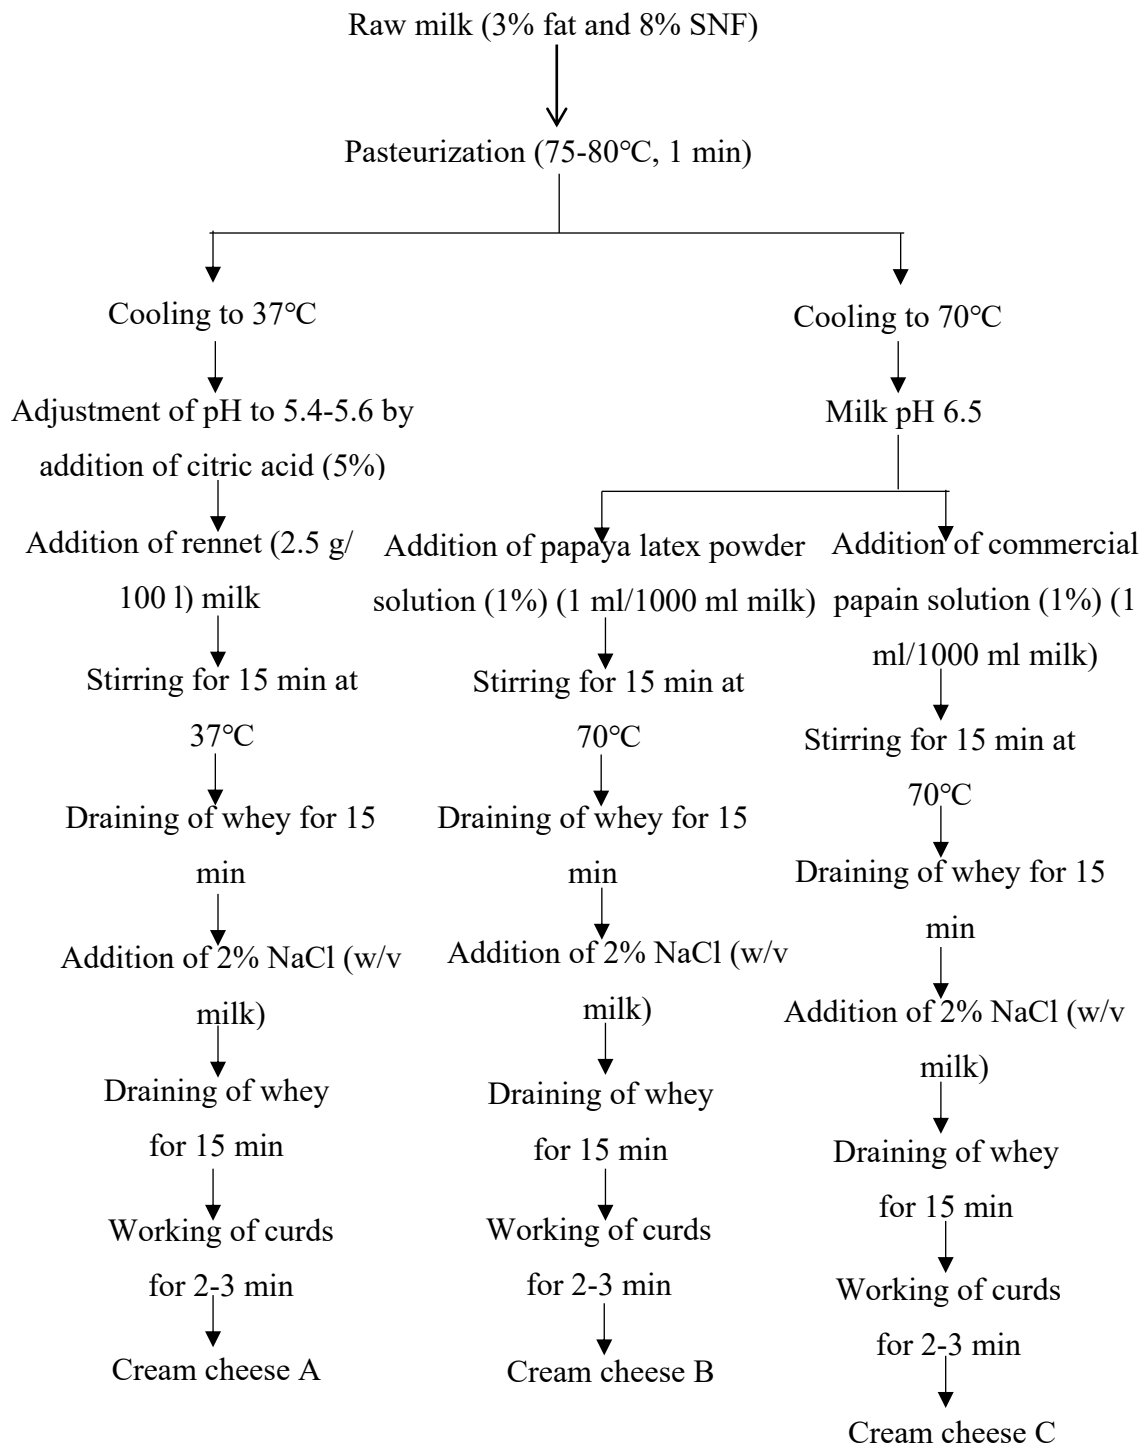 Raw milk (3% fat and 8% SNF)
Pasteurization (75-80℃, 1 min)
Cooling to 37℃
Adjustment of pH to 5.4-5.6 by
addition of citric acid (5%)
Addition of rennet (2.5 g/
100 l) milk
Stirring for 15 min at
37℃
Draining of whey for 15
min
Addition of 2% NaCl (w/v
milk)
Draining of whey
for 15 min
Working of curds
for 2-3 min
Cream cheese A
Cooling to 70℃
Milk pH 6.5
Addition of papaya latex powder
solution (1%) (1 ml/1000 ml milk)
Stirring for 15 min at
70℃
Draining of whey for 15
min
Addition of 2% NaCl (w/v
milk)
Draining of whey
for 15 min
Working of curds
for 2-3 min
Cream cheese B
Addition of commercial
papain solution (1%) (1
ml/1000 ml milk)
Stirring for 15 min at
70℃
Draining of whey for 15
min
Addition of 2% NaCl (w/v
milk)
Draining of whey
for 15 min
Working of curds
for 2-3 min
Cream cheese C